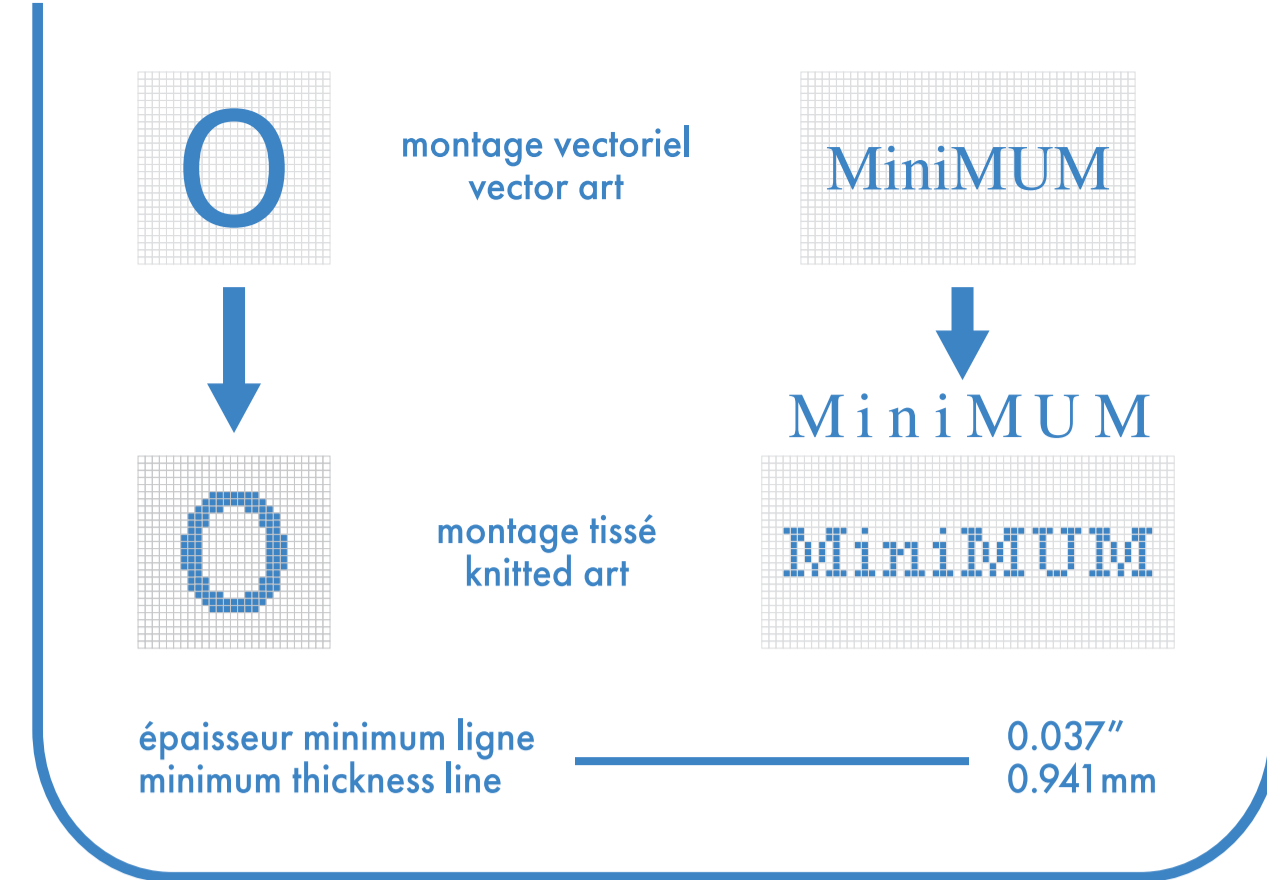 O
montage vectoriel
vector art
MiniMUM
MiniMUM
O
montage tissé
knitted art
MiniMUM
épaisseur minimum ligne
minimum thickness line
0.037″
0.941mm